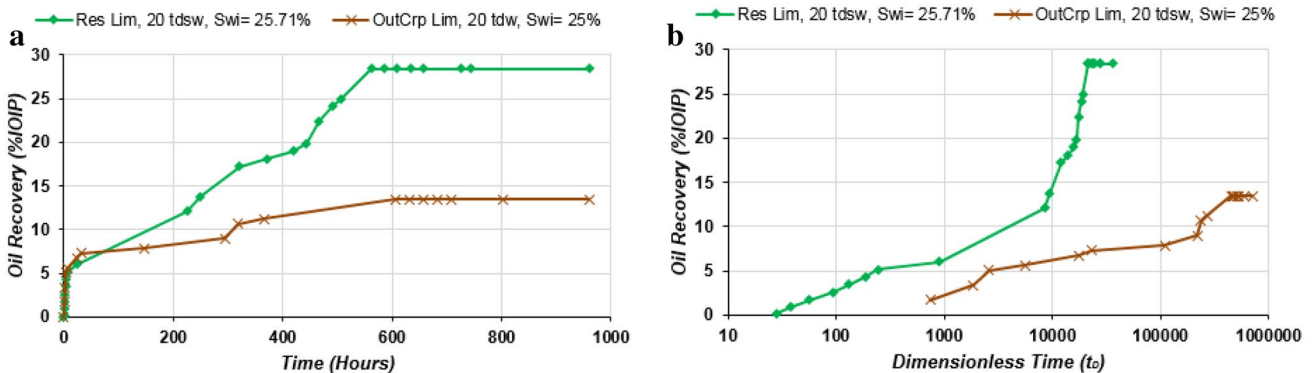 a
Res Lim, 20 tdsw, Swi= 25.71%
OutCrp Lim, 20 tdw, Swi= 25%
Oil Recovery (%IOIP)
30
25
20
15
10
5
0
0 200 400 600 800 1000
Time (Hours)
b
Res Lim, 20 tdsw, Swi= 25.71%
OutCrp Lim, 20 tdsw, Swi= 25%
Oil Recovery (%IOIP)
30
25
20
15
10
5
0
10 100 1000 10000 100000 1000000
Dimensionless Time (tD)